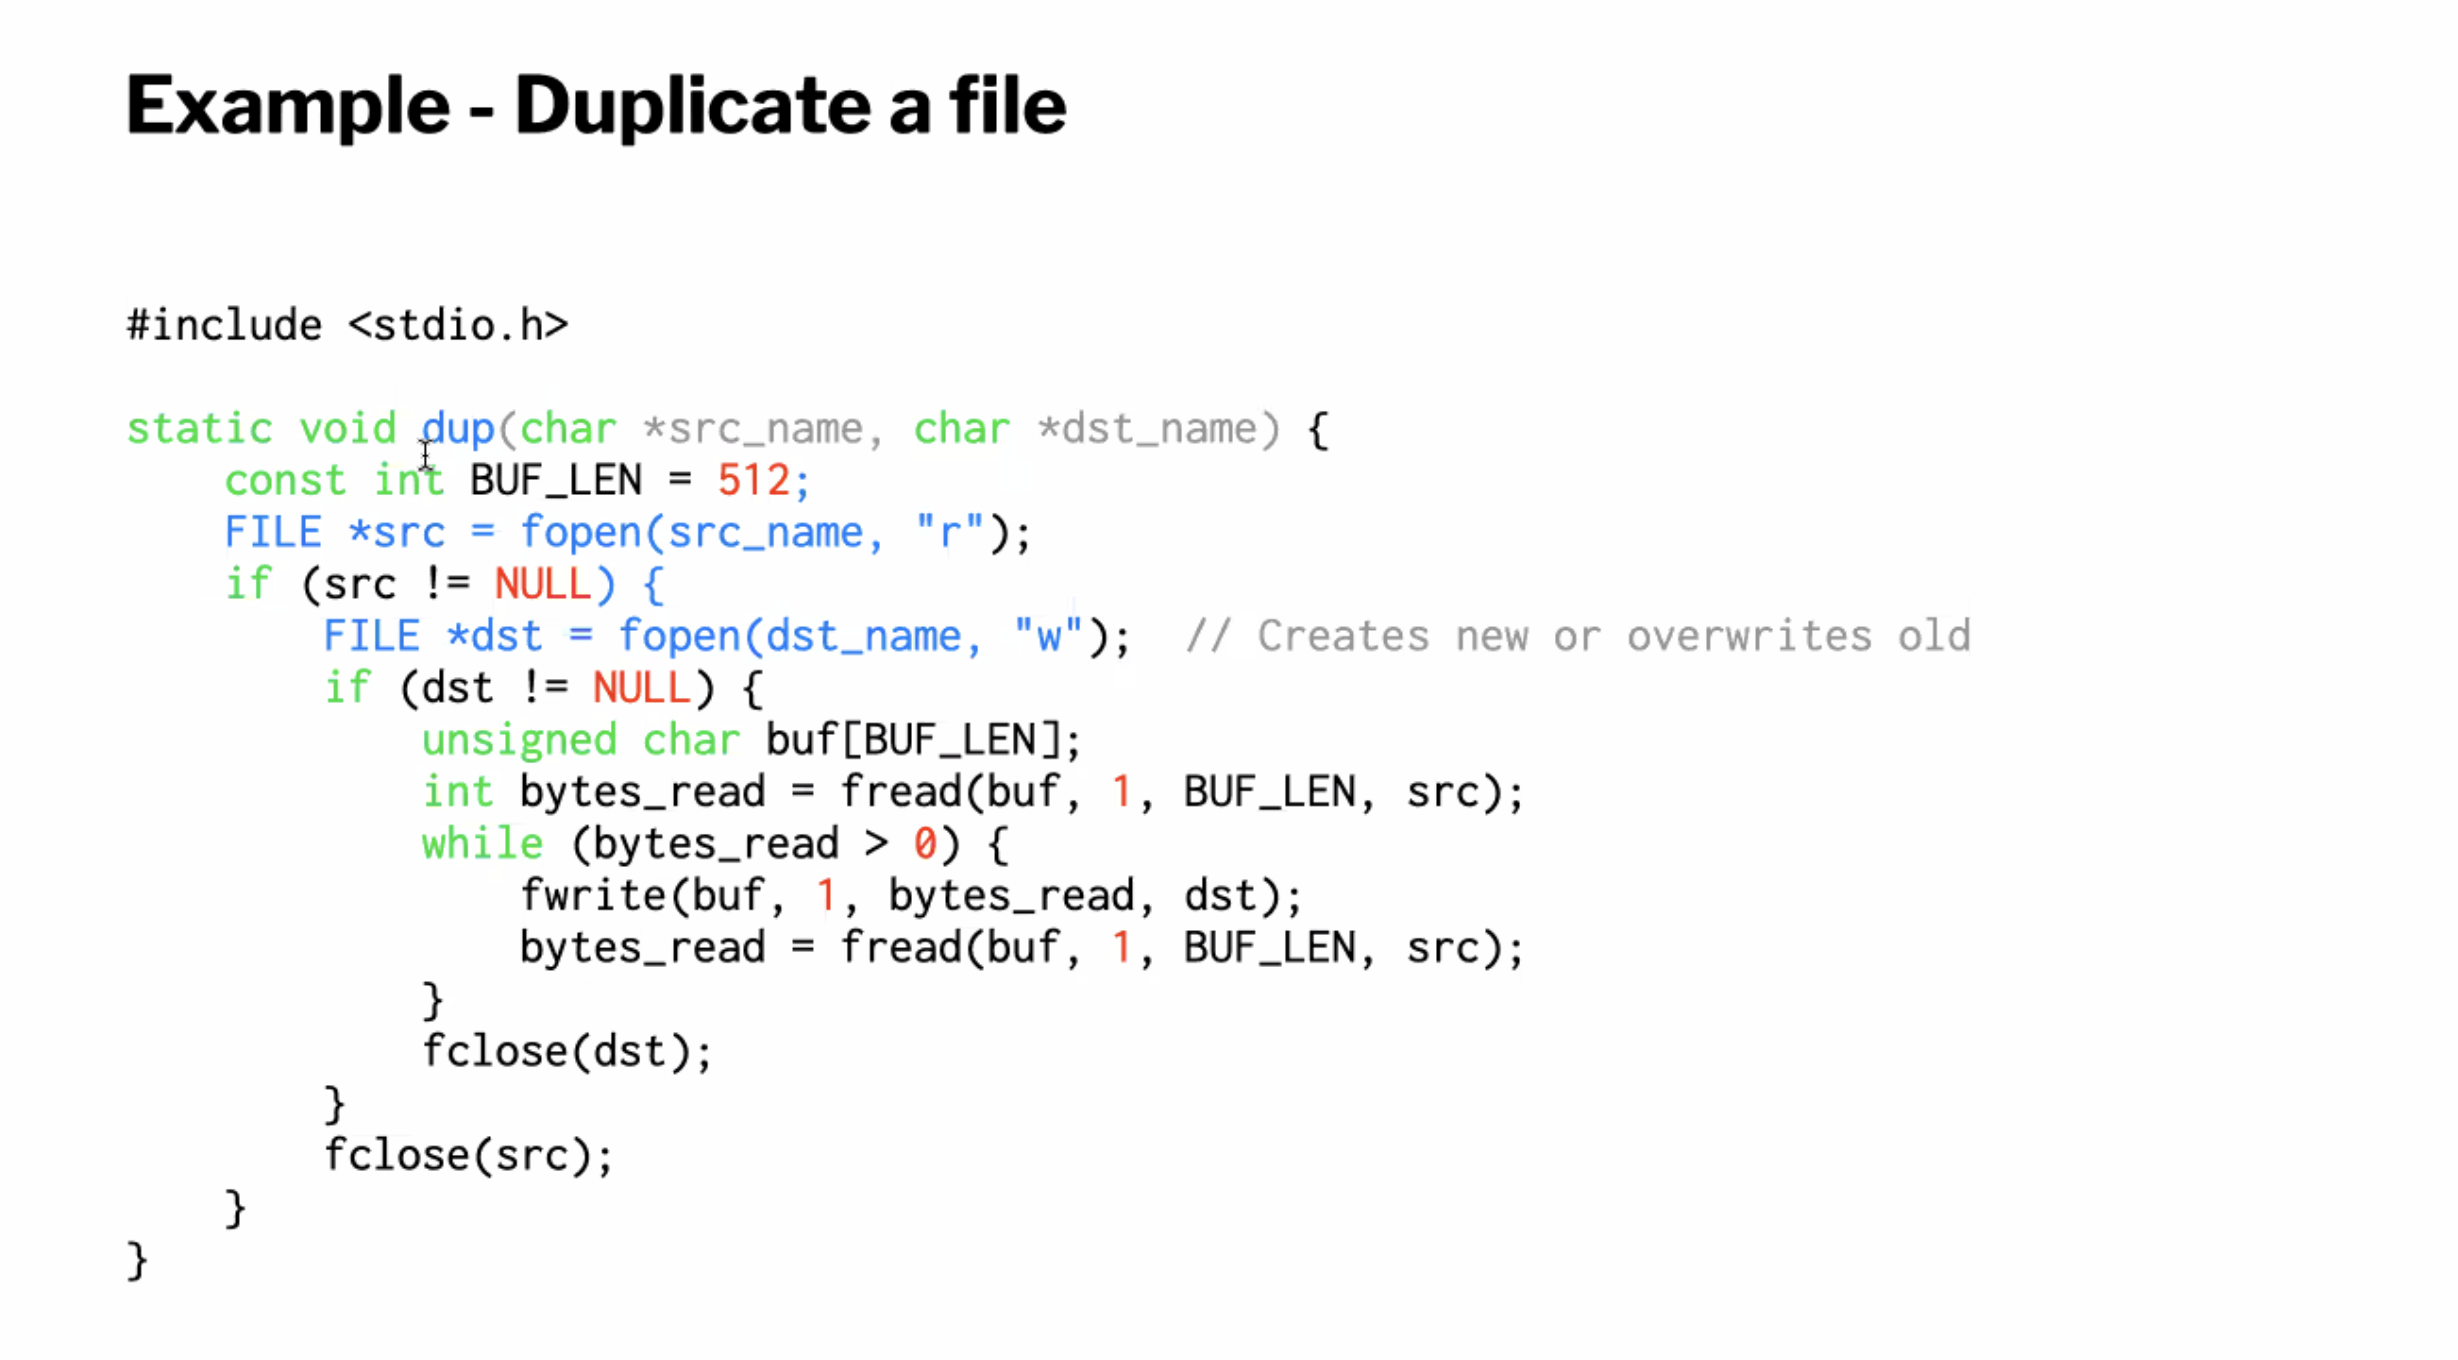 Example - Duplicate a file
#include <stdio.h>
static void dup(char *src_name, char *dst_name) {
    const int BUF_LEN = 512;
    FILE *src = fopen(src_name, "r");
    if (src != NULL) {
        FILE *dst = fopen(dst_name, "w");  // Creates new or overwrites old
        if (dst != NULL) {
            unsigned char buf[BUF_LEN];
            int bytes_read = fread(buf, 1, BUF_LEN, src);
            while (bytes_read > 0) {
                fwrite(buf, 1, bytes_read, dst);
                bytes_read = fread(buf, 1, BUF_LEN, src);
            }
            fclose(dst);
        }
        fclose(src);
    }
}